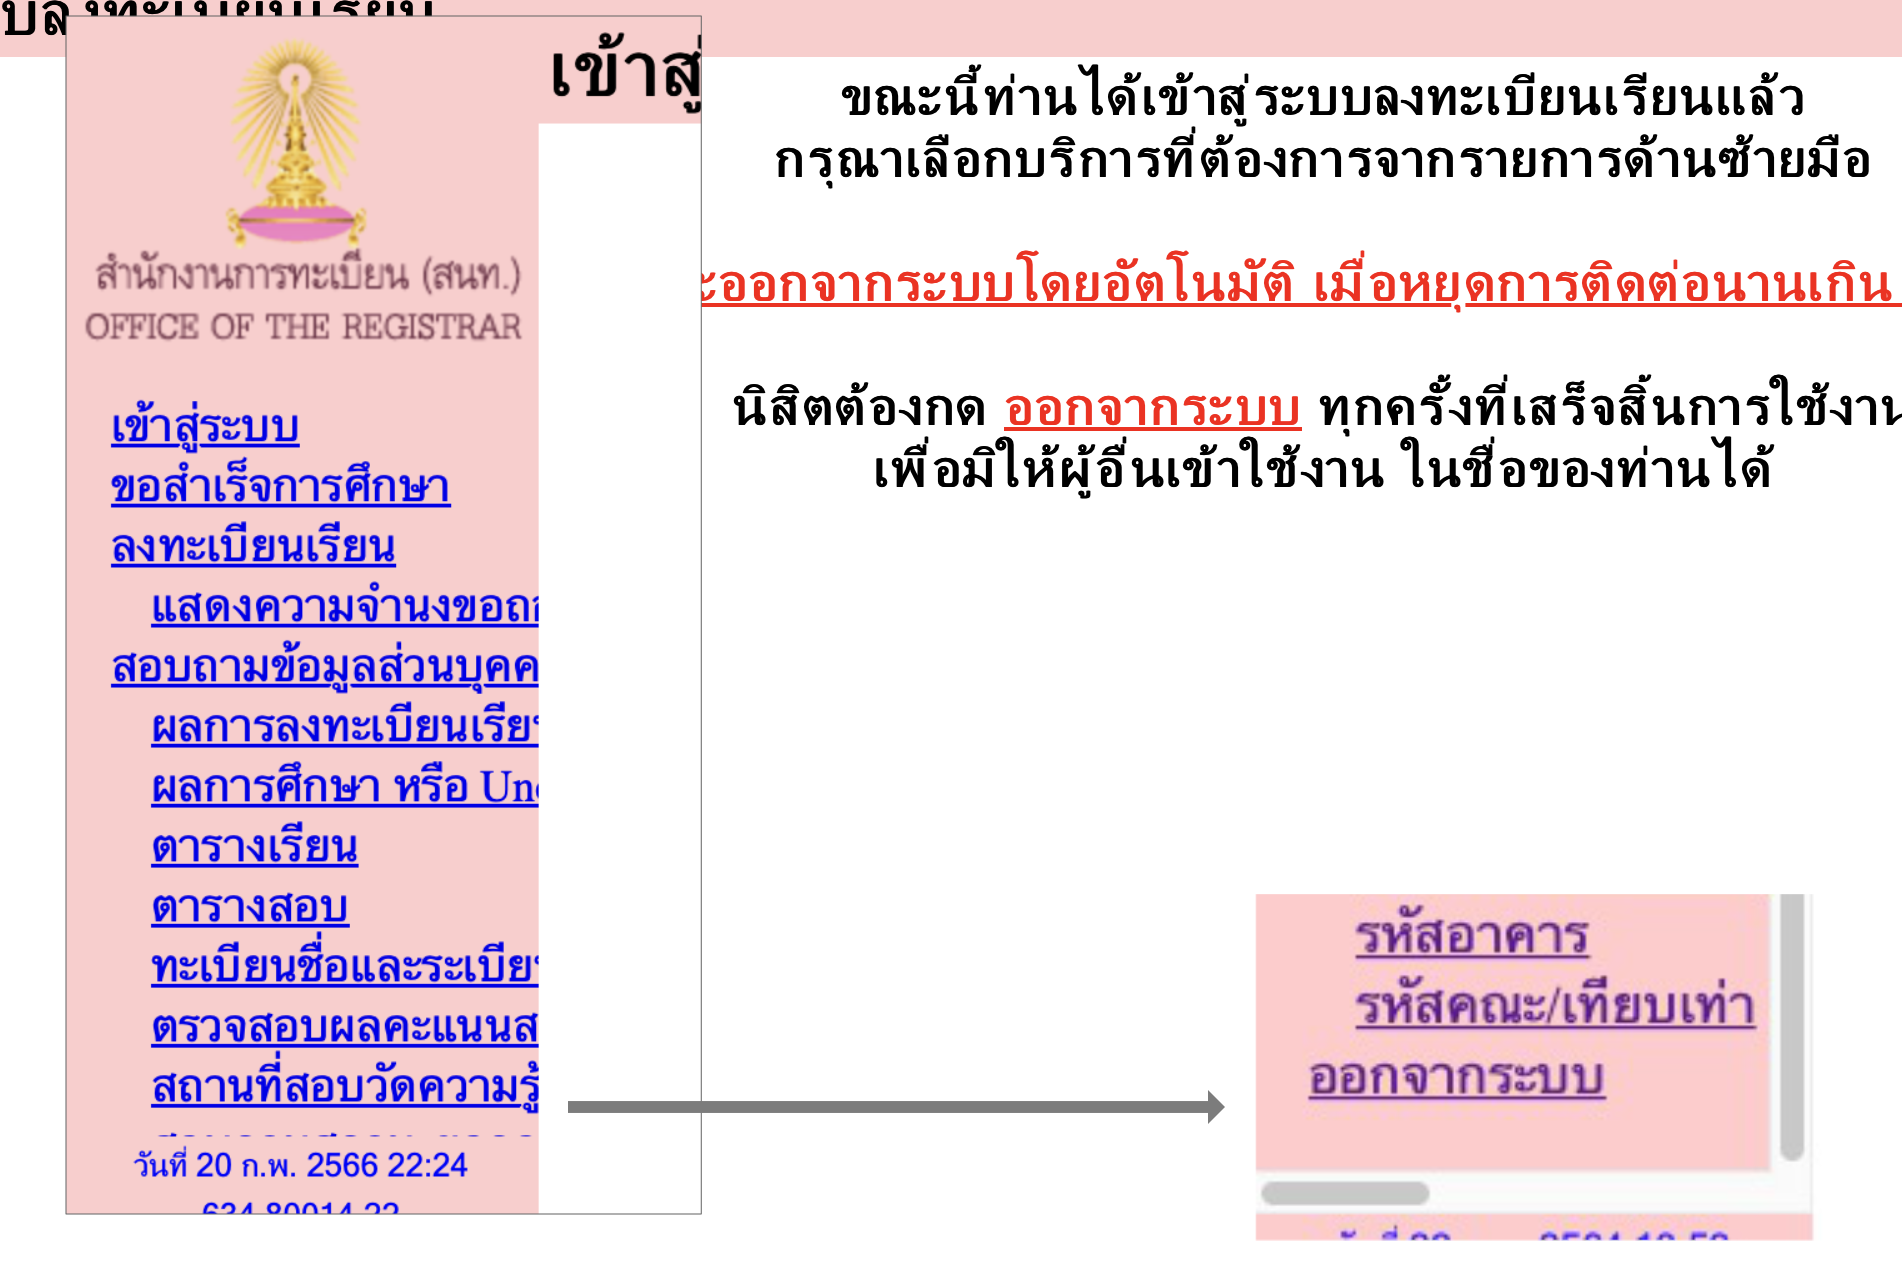 เข้าสู่
สำนักงานการทะเบียน (สนท.)
OFFICE OF THE REGISTRAR
เข้าสู่ระบบ
ขอสำเร็จการศึกษา
ลงทะเบียนเรียน
แสดงความจำนงขอถ
สอบถามข้อมูลส่วนบุคค
ผลการลงทะเบียนเรีย
ผลการศึกษา หรือ Un
ตารางเรียน
ตารางสอบ
ทะเบียนชื่อและระเบีย
ตรวจสอบผลคะแนนส
สถานที่สอบวัดความรู้
วันที่ 20 ก.พ. 2566 22:24
ขณะนี้ท่านได้เข้าสู่ระบบลงทะเบียนเรียนแล้ว
กรุณาเลือกบริการที่ต้องการจากรายการด้านซ้ายมือ
ะออกจากระบบโดยอัตโนมัติ เมื่อหยุดการติดต่อนานเกิน
นิสิตต้องกด ออกจากระบบ ทุกครั้งที่เสร็จสิ้นการใช้งาน
เพื่อมิให้ผู้อื่นเข้าใช้งาน ในชื่อของท่านได้
รหัสอาคาร
รหัสคณะ/เทียบเท่า
ออกจากระบบ